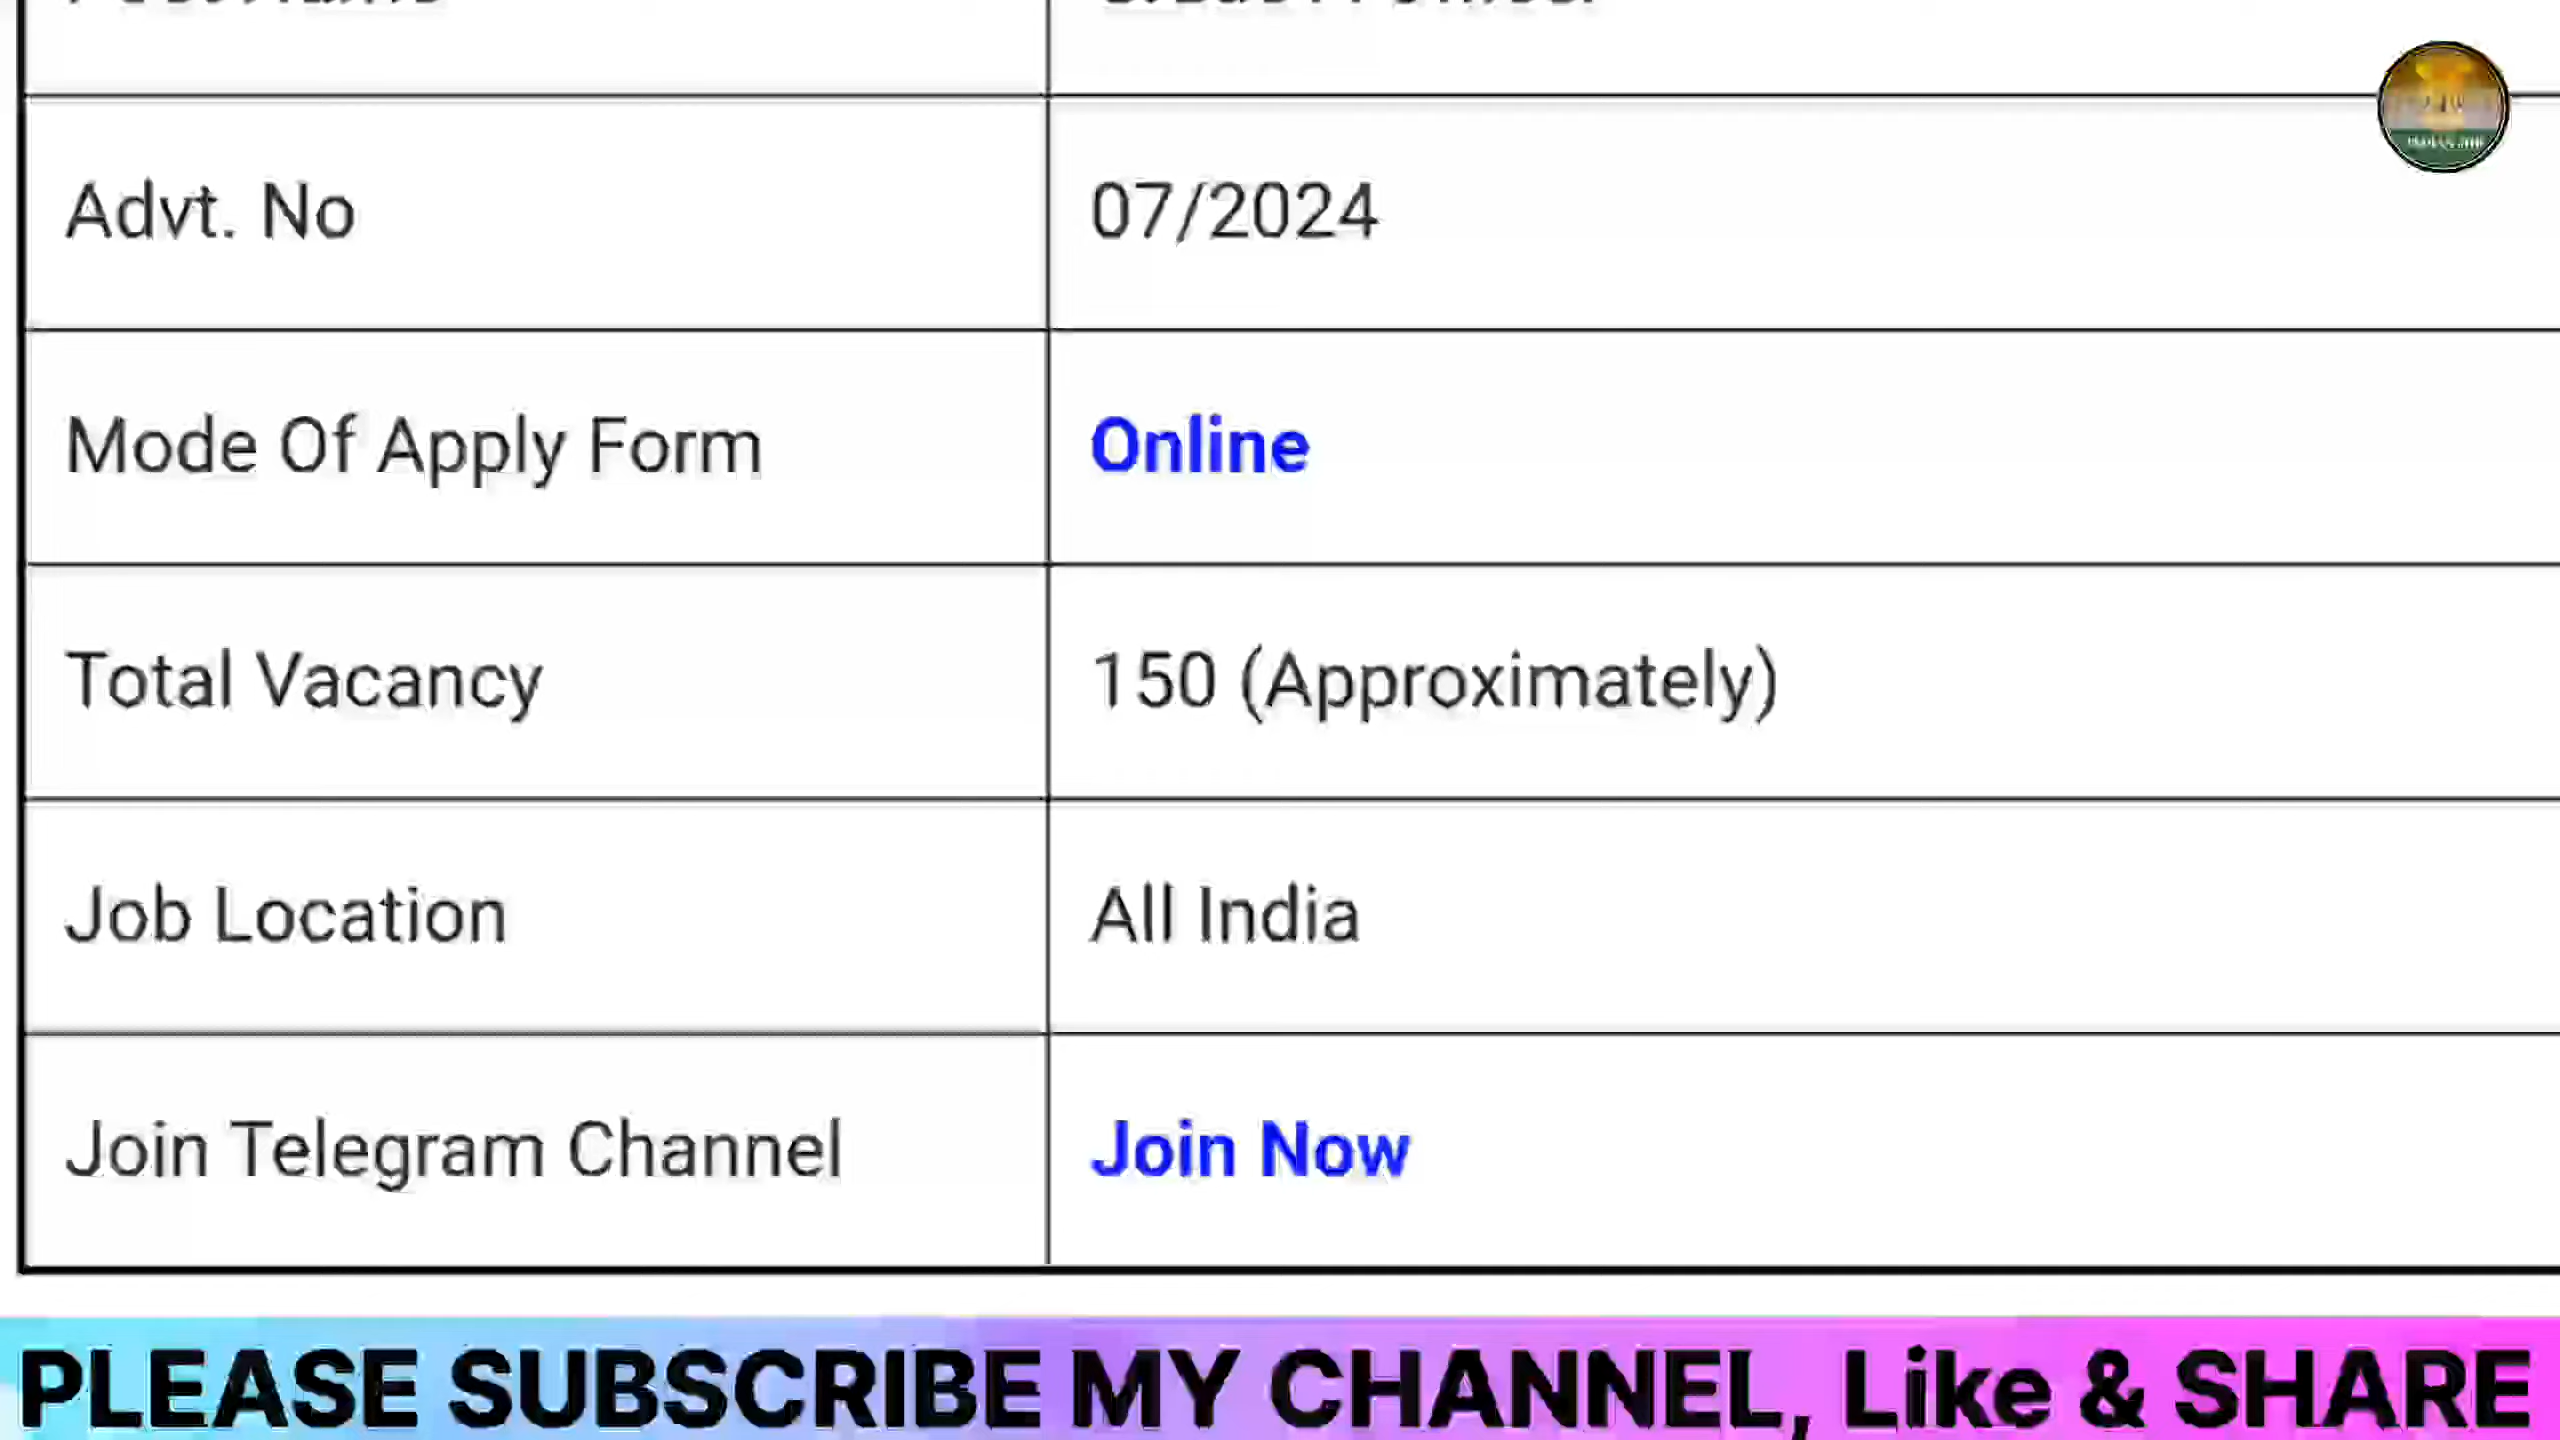 Advt. No
07/2024
Mode Of Apply Form
Online
Total Vacancy
150 (Approximately)
Job Location
All India
Join Telegram Channel
Join Now
PLEASE SUBSCRIBE MY CHANNEL, Like & SHARE